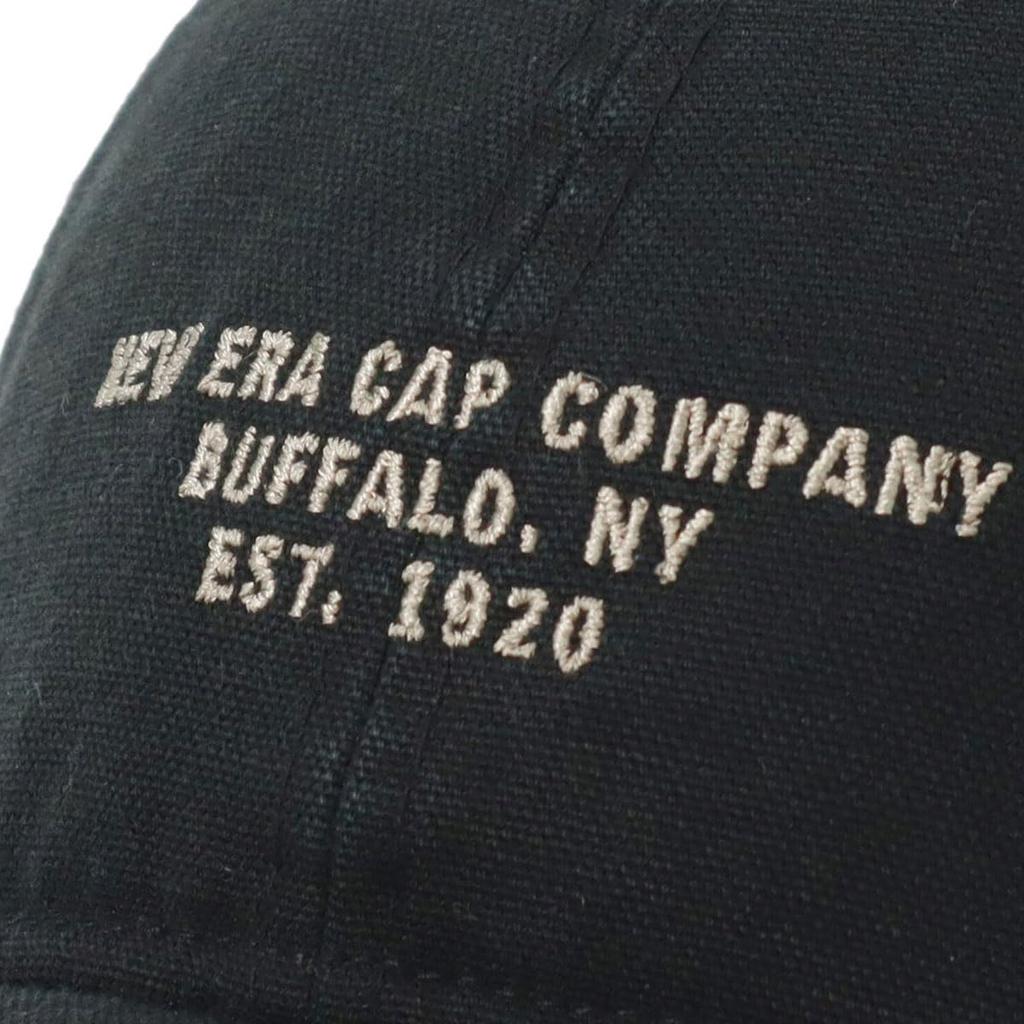 NEW ERA CAP COMPANY
BUFFALO, NY
EST. 1920